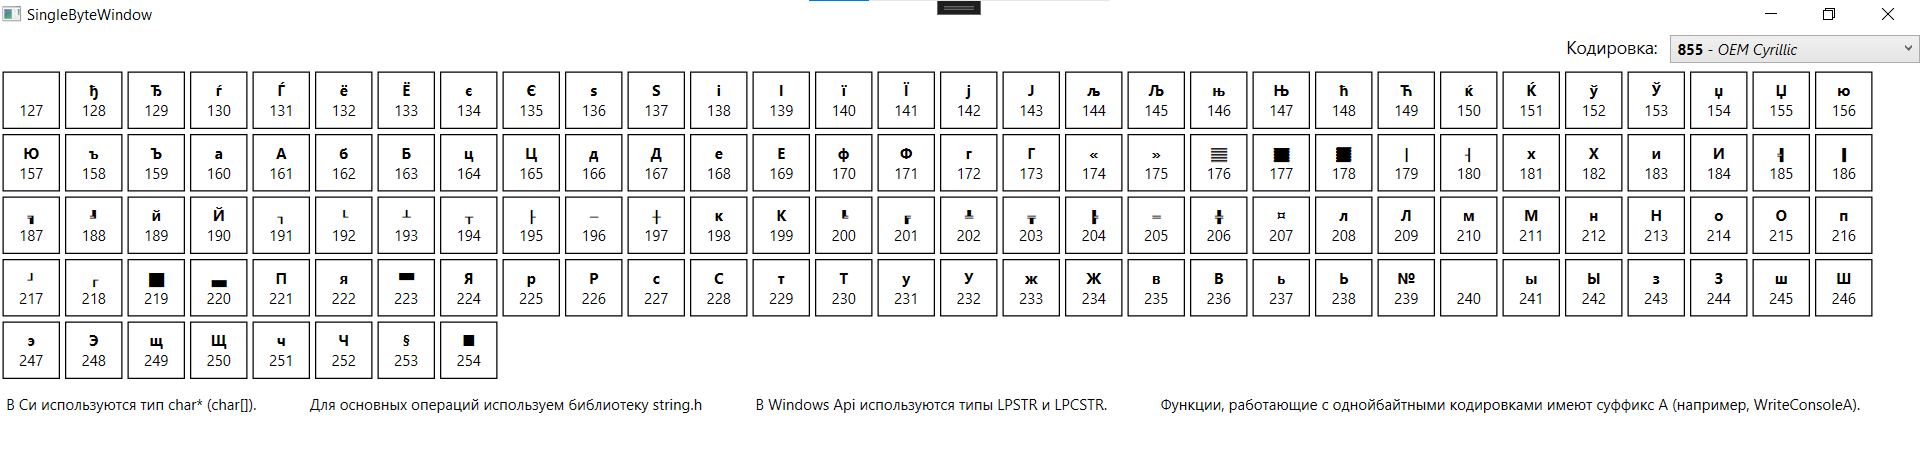 SingleByteWindow
Кодировка: 855 - OEM Cyrillic
ђ Ђ ѓ Ѓ ё Ё є Є ѕ Ѕ і І ї Ї ј Ј љ Љ њ Њ ћ Ћ ќ Ќ ў Ў џ Џ ю
127 128 129 130 131 132 133 134 135 136 137 138 139 140 141 142 143 144 145 146 147 148 149 150 151 152 153 154 155 156
Ю ъ Ъ а А б Б ц Ц д Д е Е ф Ф г Г « » ░ ▒ ▓ │ ┤ х Х и И ╣ ║
157 158 159 160 161 162 163 164 165 166 167 168 169 170 171 172 173 174 175 176 177 178 179 180 181 182 183 184 185 186
╗ ╝ й Й ┐ └ ┴ ┬ ├ ─ ┼ к К ╚ ╔ ╩ ╦ ╠ ═ ╬ ¤ л Л м М н Н о О п
187 188 189 190 191 192 193 194 195 196 197 198 199 200 201 202 203 204 205 206 207 208 209 210 211 212 213 214 215 216
┘ ┌ █ ▄ П я ▀ Я р Р с С т Т у У ж Ж в В ь Ь № ы Ы з З ш Ш
217 218 219 220 221 222 223 224 225 226 227 228 229 230 231 232 233 234 235 236 237 238 239 240 241 242 243 244 245 246
э Э щ Щ ч Ч § ■
247 248 249 250 251 252 253 254
В Си используются тип char* (char[]). Для основных операций используем библиотеку string.h В Windows Api используются типы LPSTR и LPCSTR. Функции, работающие с однойбайтными кодировками имеют суффикс A (например, WriteConsoleA).